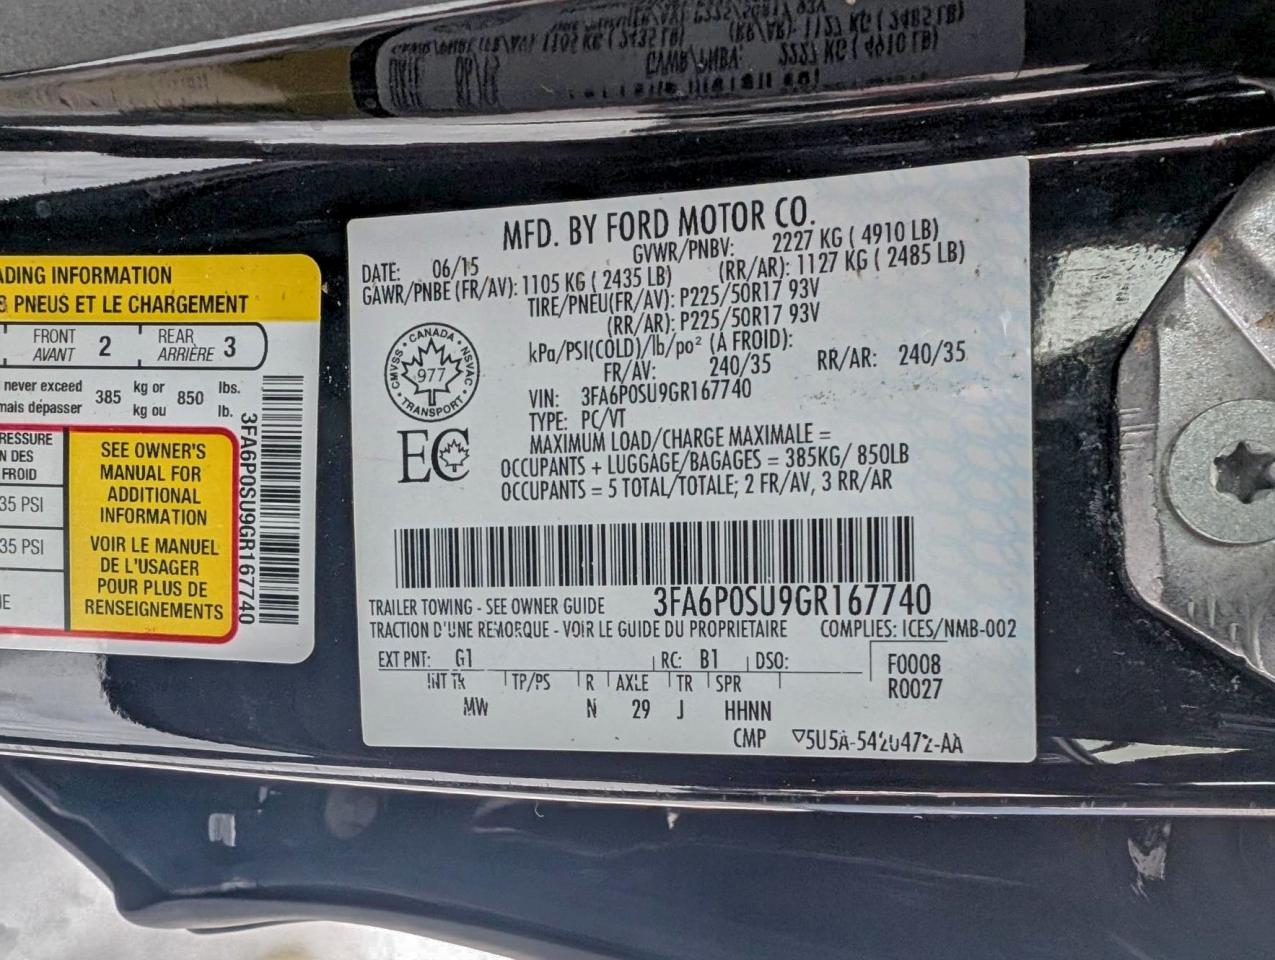 ADING INFORMATION
PNEUS ET LE CHARGEMENT
FRONT
AVANT 2
REAR
ARRIÈRE 3
never exceed
mais dépasser 385 kg or
kg ou 850 lbs.
lb.
RESSURE
N DES
FROID
35 PSI
35 PSI
SEE OWNER'S
MANUAL FOR
ADDITIONAL
INFORMATION
VOIR LE MANUEL
DE L'USAGER
POUR PLUS DE
RENSEIGNEMENTS
3FA6P0SU9GR167740
MFD. BY FORD MOTOR CO.
DATE: 06/15 GVWR/PNBV: 2227 KG ( 4910 LB)
GAWR/PNBE (FR/AV): 1105 KG ( 2435 LB) (RR/AR): 1127 KG ( 2485 LB)
TIRE/PNEU(FR/AV): P225/50R17 93V
(RR/AR): P225/50R17 93V
kPa/PSI(COLD)/lb/po² (À FROID):
FR/AV: 240/35 RR/AR: 240/35
CMVSS • CANADA • NSVAC
977
TRANSPORT
VIN: 3FA6P0SU9GR167740
TYPE: PC/VT
EC
MAXIMUM LOAD/CHARGE MAXIMALE =
OCCUPANTS + LUGGAGE/BAGAGES = 385KG/ 850LB
OCCUPANTS = 5 TOTAL/TOTALE; 2 FR/AV, 3 RR/AR
3FA6P0SU9GR167740
TRAILER TOWING - SEE OWNER GUIDE
TRACTION D'UNE REMORQUE - VOIR LE GUIDE DU PROPRIETAIRE COMPLIES: ICES/NMB-002
EXT PNT: G1 RC: B1 DSO: F0008
INT TR TP/PS R AXLE TR SPR R0027
MW N 29 J HHNN
CMP ▽5U5A-5420472-AA